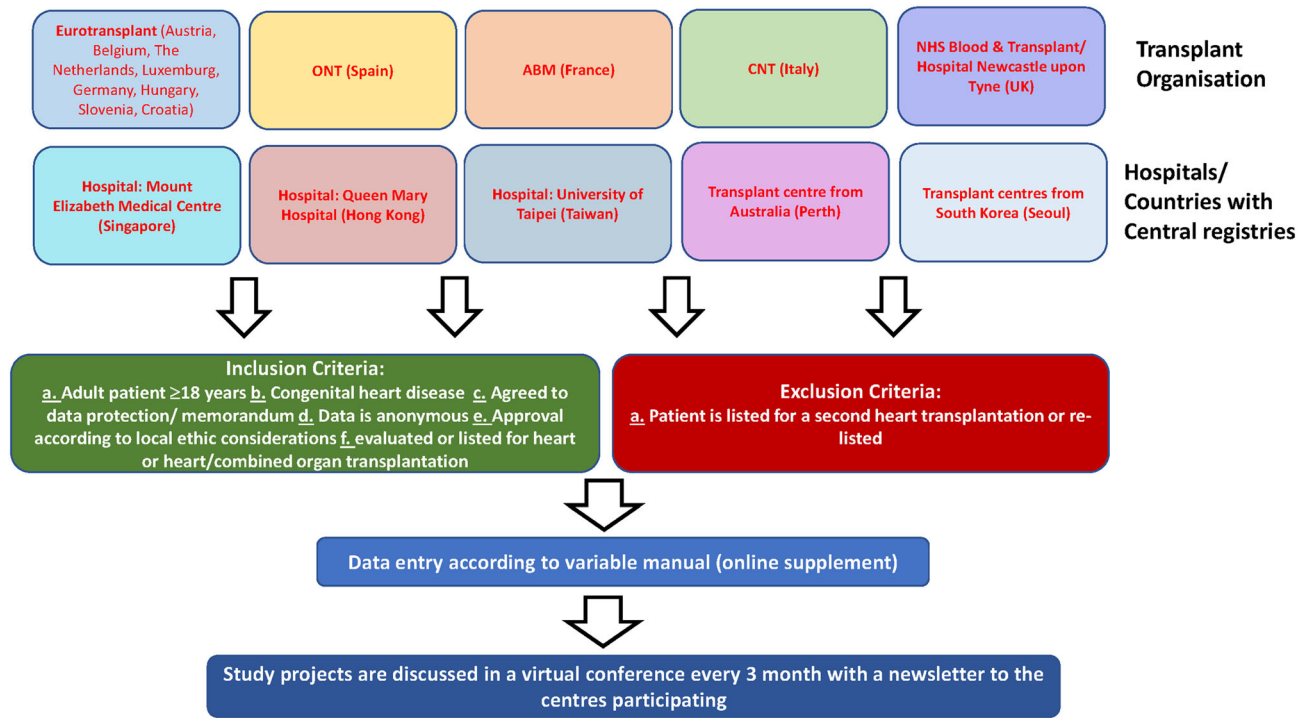 Eurotransplant (Austria,
Belgium, The
Netherlands, Luxemburg,
Germany, Hungary,
Slovenia, Croatia)
ONT (Spain)
ABM (France)
CNT (Italy)
NHS Blood & Transplant/
Hospital Newcastle upon
Tyne (UK)
Transplant
Organisation
Hospital: Mount
Elizabeth Medical Centre
(Singapore)
Hospital: Queen Mary
Hospital (Hong Kong)
Hospital: University of
Taipei (Taiwan)
Transplant centre from
Australia (Perth)
Transplant centres from
South Korea (Seoul)
Hospitals/
Countries with
Central registries
Inclusion Criteria:
a. Adult patient ≥18 years b. Congenital heart disease c. Agreed to
data protection/ memorandum d. Data is anonymous e. Approval
according to local ethic considerations f. evaluated or listed for heart
or heart/combined organ transplantation
Exclusion Criteria:
a. Patient is listed for a second heart transplantation or re-
listed
Data entry according to variable manual (online supplement)
Study projects are discussed in a virtual conference every 3 month with a newsletter to the
centres participating